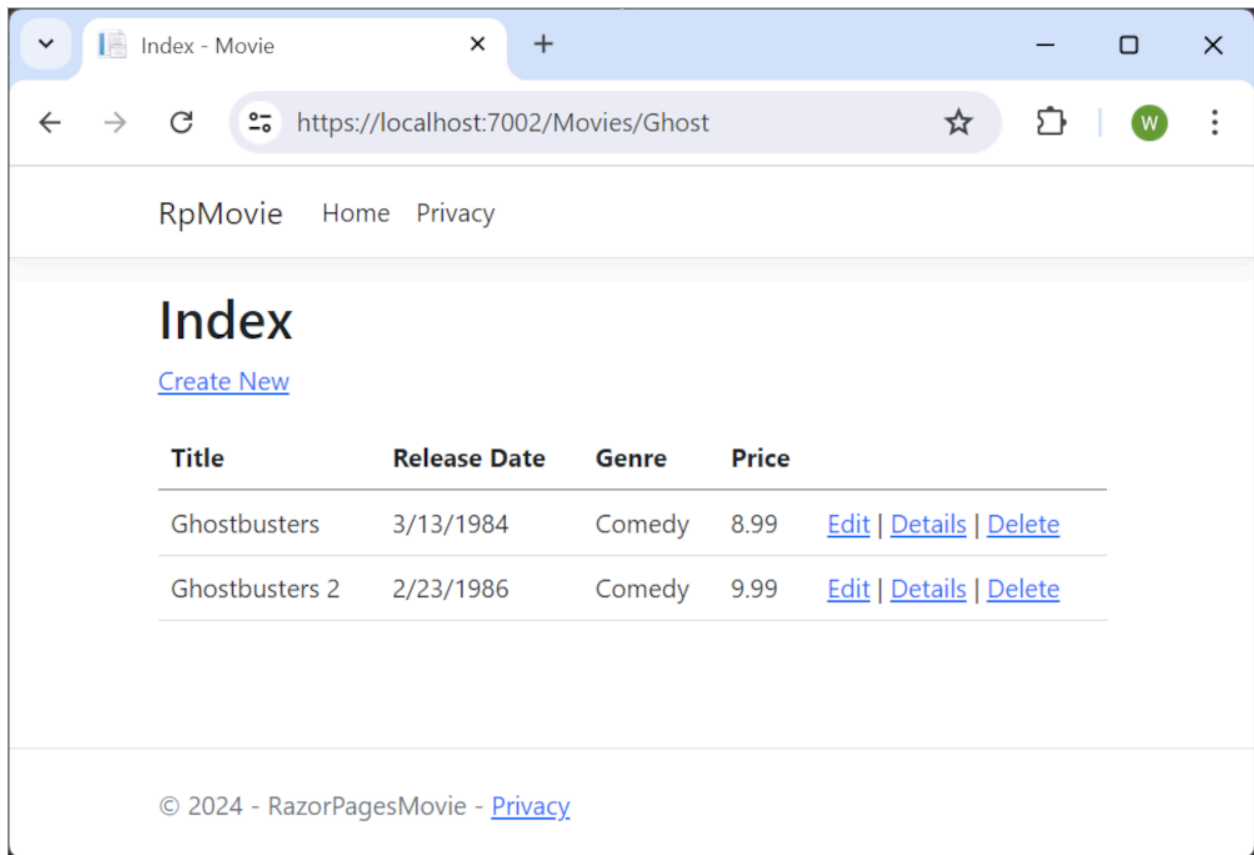 Index - Movie
https://localhost:7002/Movies/Ghost
W
RpMovie Home Privacy
Index
Create New
Title Release Date Genre Price
Ghostbusters 3/13/1984 Comedy 8.99 Edit | Details | Delete
Ghostbusters 2 2/23/1986 Comedy 9.99 Edit | Details | Delete
© 2024 - RazorPagesMovie - Privacy